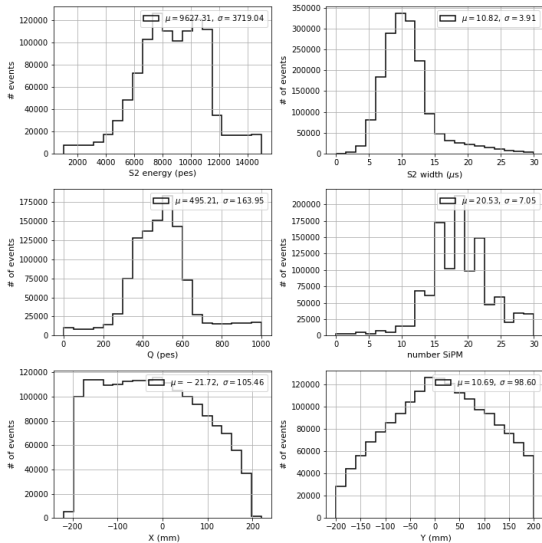 μ = 9627.31, σ = 3719.04
120000
100000
80000
60000
40000
20000
0
# events
2000 4000 6000 8000 10000 12000 14000
S2 energy (pes)
μ = 10.82, σ = 3.91
350000
300000
250000
200000
150000
100000
50000
0
# of events
0 5 10 15 20 25 30
S2 width (μs)
μ = 495.21, σ = 163.95
175000
150000
125000
100000
75000
50000
25000
0
# of events
0 200 400 600 800 1000
Q (pes)
μ = 20.53, σ = 7.05
200000
175000
150000
125000
100000
75000
50000
25000
0
# of events
0 5 10 15 20 25 30
number SiPM
μ = −21.72, σ = 105.46
120000
100000
80000
60000
40000
20000
0
# of events
−200 −100 0 100 200
X (mm)
μ = 10.69, σ = 98.60
120000
100000
80000
60000
40000
20000
0
# of events
−200 −150 −100 −50 0 50 100 150 200
Y (mm)